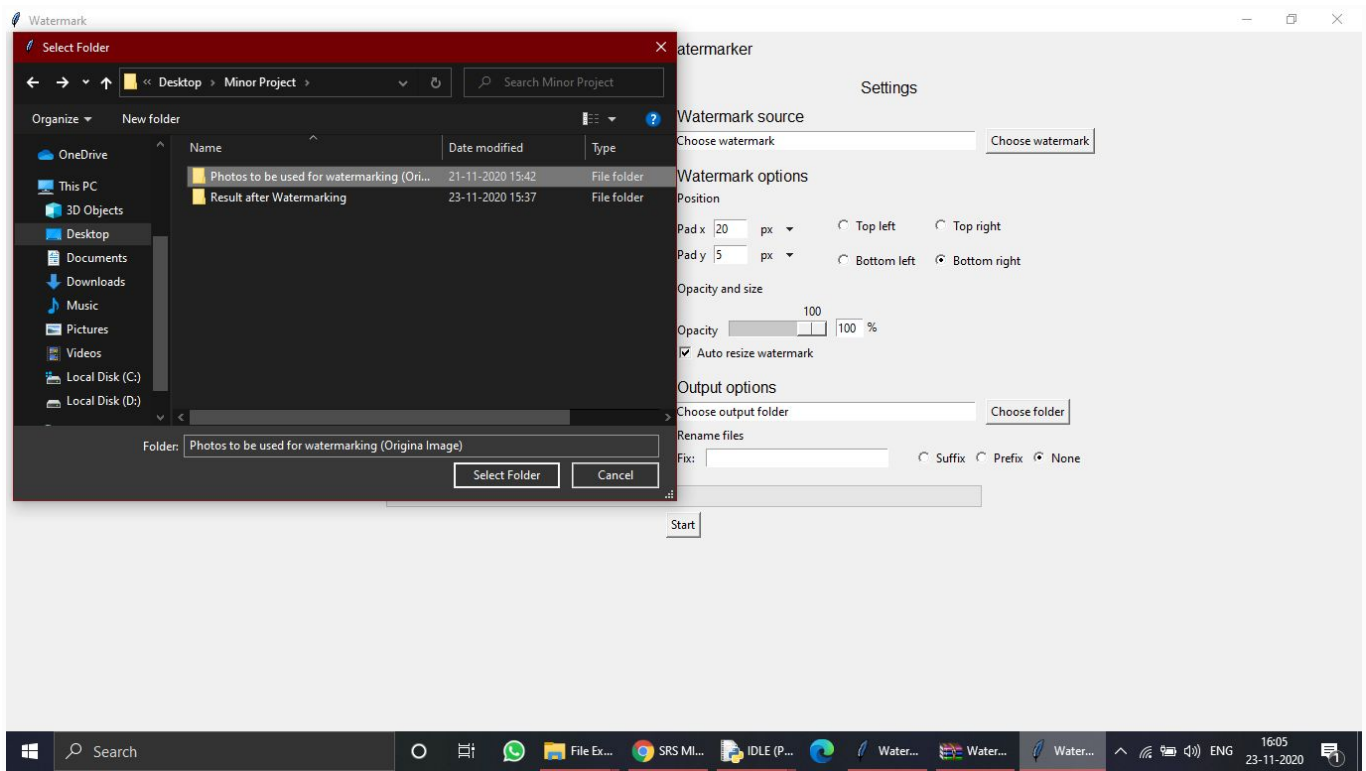 Watermark
Select Folder
atermarker
« Desktop › Minor Project ›
Search Minor Project
Settings
Organize
New folder
Watermark source
Name
Date modified
Type
Choose watermark
Choose watermark
OneDrive
This PC
3D Objects
Desktop
Documents
Downloads
Music
Pictures
Videos
Local Disk (C:)
Local Disk (D:)
Photos to be used for watermarking (Ori...
21-11-2020 15:42
File folder
Result after Watermarking
23-11-2020 15:37
File folder
Folder: Photos to be used for watermarking (Origina Image)
Select Folder
Cancel
Watermark options
Position
Pad x 20 px
Top left
Top right
Pad y 5 px
Bottom left
Bottom right
Opacity and size
100
Opacity
100 %
Auto resize watermark
Output options
Choose output folder
Choose folder
Rename files
Fix:
Suffix
Prefix
None
Start
Search
File Ex...
SRS MI...
IDLE (P...
Water...
Water...
Water...
ENG
16:05
23-11-2020
1